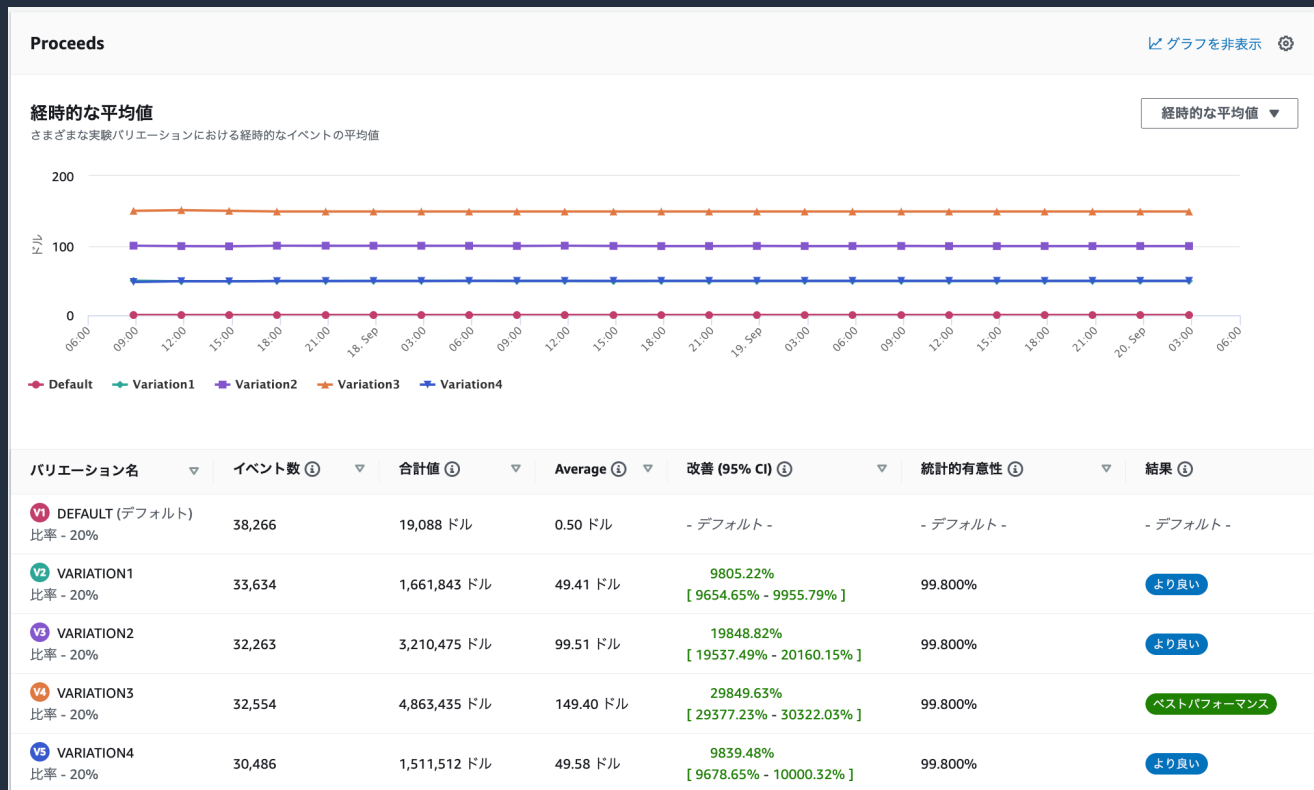 Proceeds
グラフを非表示
経時的な平均値
さまざまな実験バリエーションにおける経時的なイベントの平均値
経時的な平均値 ▼
200
100
0
ドル
06:00 09:00 12:00 15:00 18:00 21:00 18. Sep 03:00 06:00 09:00 12:00 15:00 18:00 21:00 19. Sep 03:00 06:00 09:00 12:00 15:00 18:00 21:00 20. Sep 03:00 06:00
Default Variation1 Variation2 Variation3 Variation4
バリエーション名 イベント数 合計値 Average 改善 (95% CI) 統計的有意性 結果
V1 DEFAULT (デフォルト)
比率 - 20%
38,266 19,088 ドル 0.50 ドル - デフォルト - - デフォルト - - デフォルト -
V2 VARIATION1
比率 - 20%
33,634 1,661,843 ドル 49.41 ドル
9805.22%
[ 9654.65% - 9955.79% ]
99.800% より良い
V3 VARIATION2
比率 - 20%
32,263 3,210,475 ドル 99.51 ドル
19848.82%
[ 19537.49% - 20160.15% ]
99.800% より良い
V4 VARIATION3
比率 - 20%
32,554 4,863,435 ドル 149.40 ドル
29849.63%
[ 29377.23% - 30322.03% ]
99.800% ベストパフォーマンス
V5 VARIATION4
比率 - 20%
30,486 1,511,512 ドル 49.58 ドル
9839.48%
[ 9678.65% - 10000.32% ]
99.800% より良い